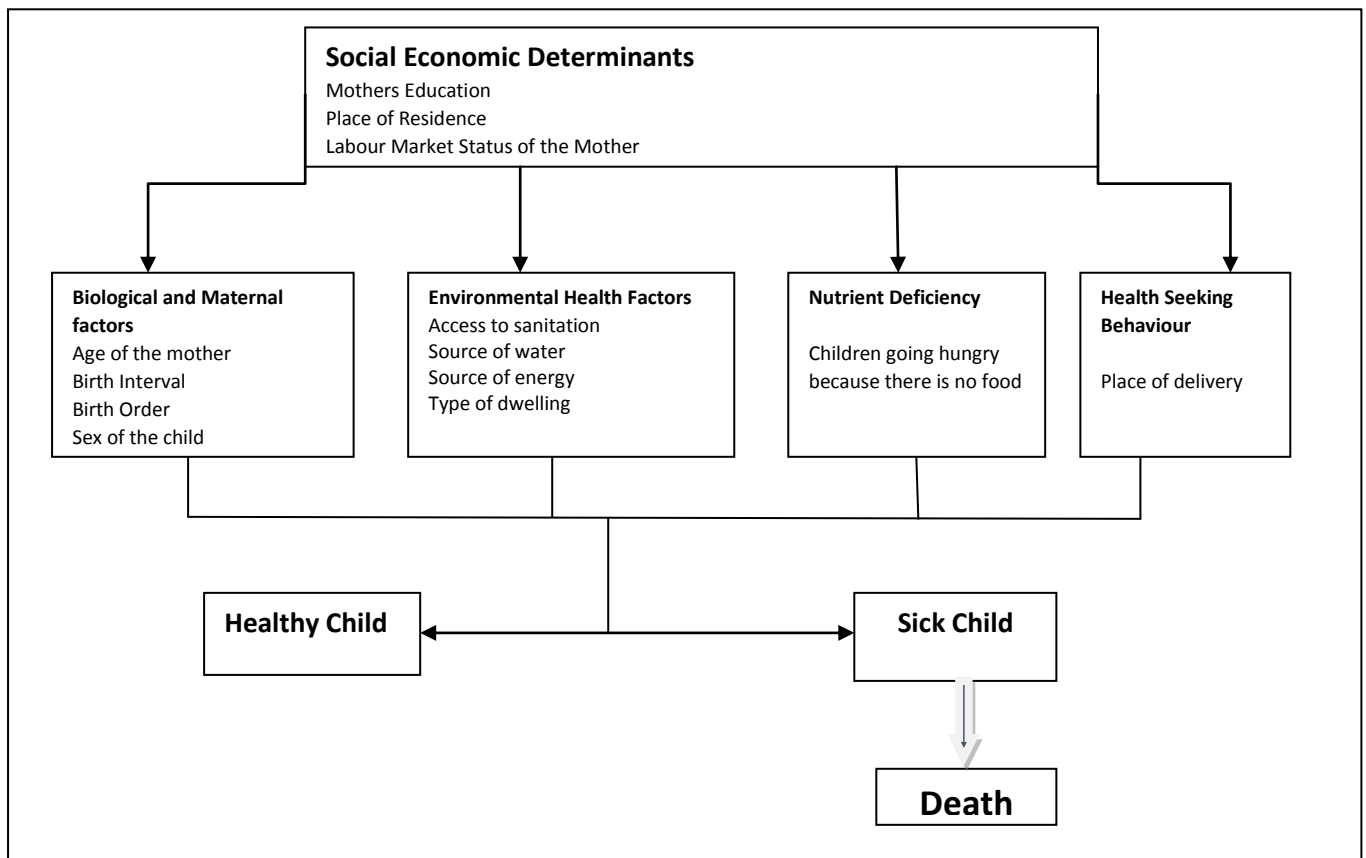 Social Economic Determinants
Mothers Education
Place of Residence
Labour Market Status of the Mother
Biological and Maternal
factors
Age of the mother
Birth Interval
Birth Order
Sex of the child
Environmental Health Factors
Access to sanitation
Source of water
Source of energy
Type of dwelling
Nutrient Deficiency
Children going hungry
because there is no food
Health Seeking
Behaviour
Place of delivery
Healthy Child
Sick Child
Death